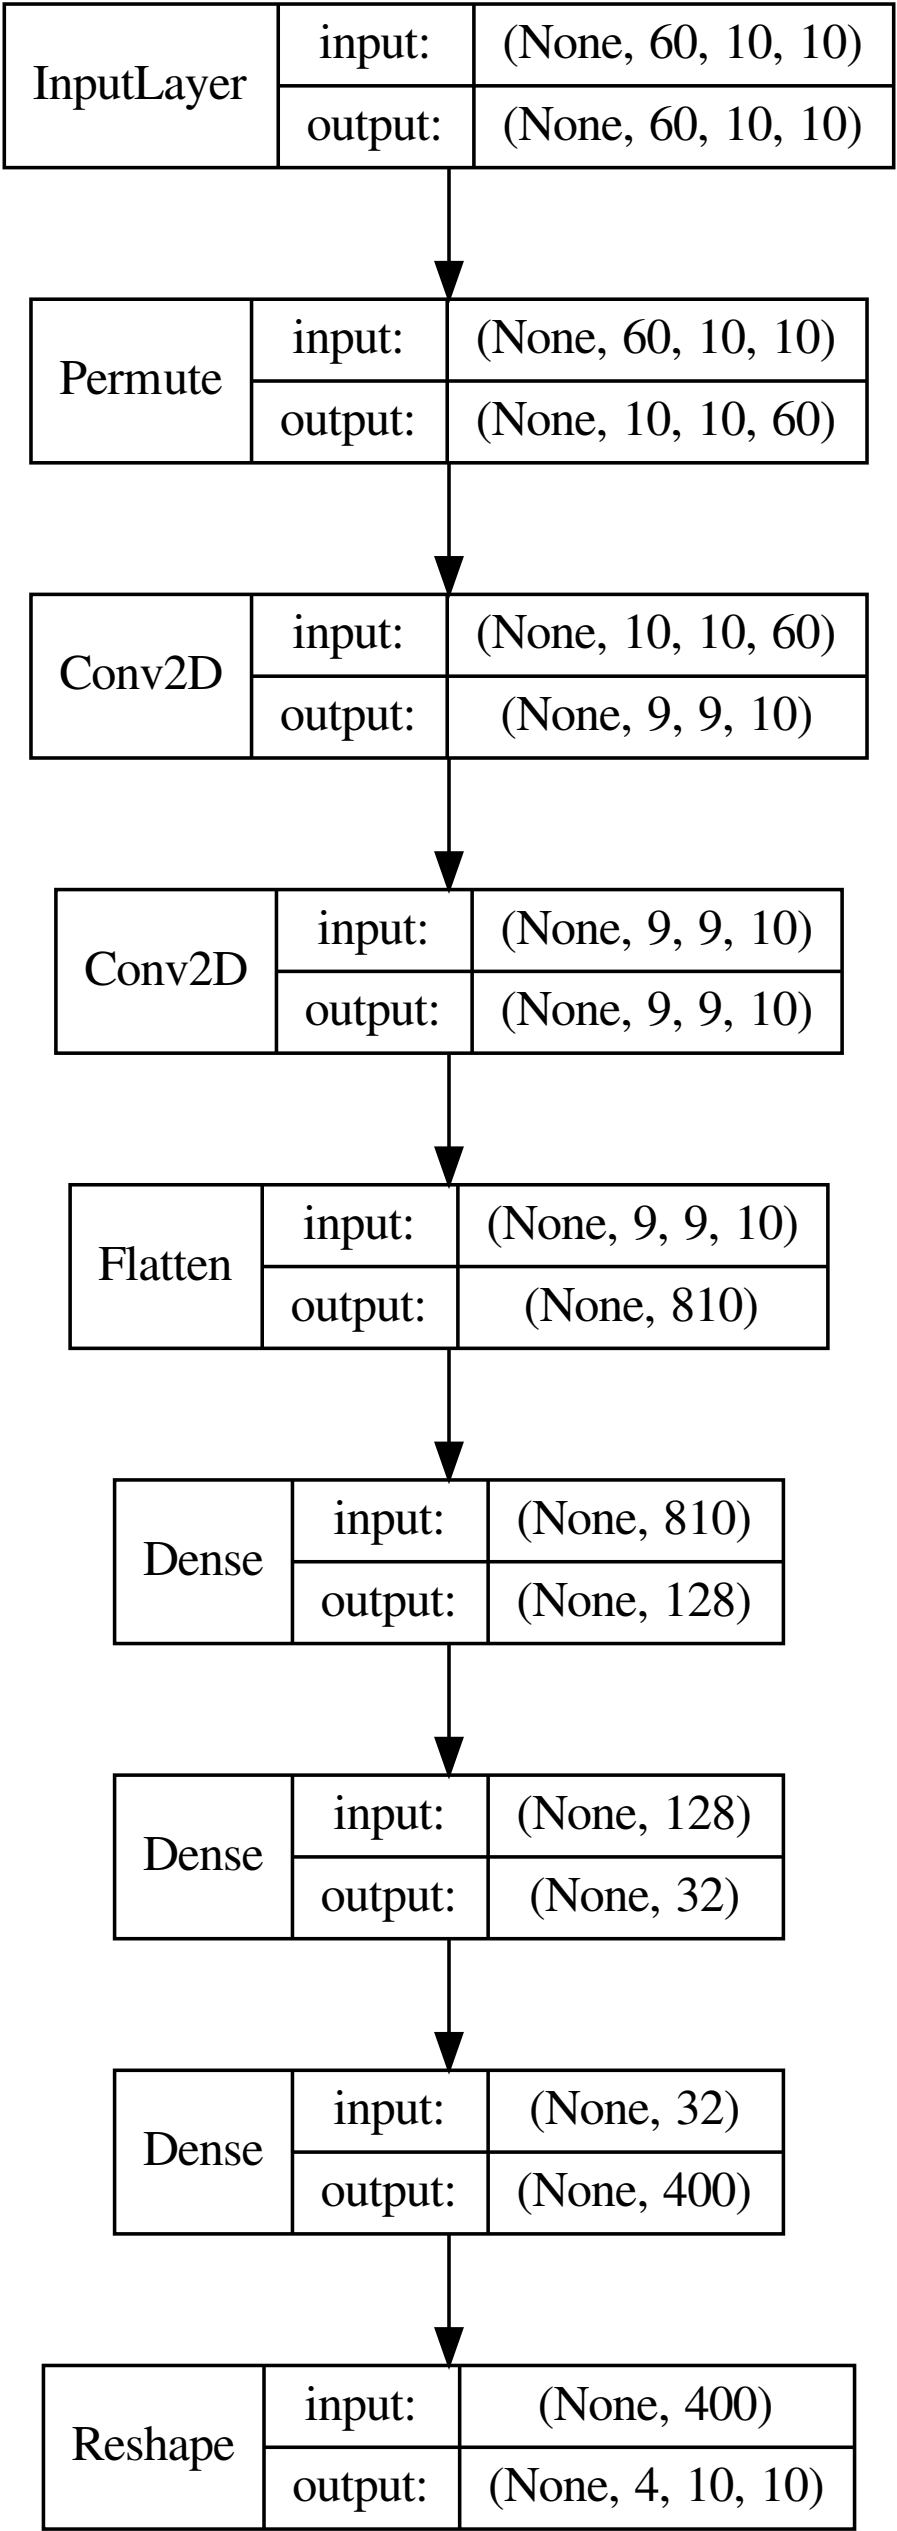 InputLayer
input: (None, 60, 10, 10)
output: (None, 60, 10, 10)
Permute
input: (None, 60, 10, 10)
output: (None, 10, 10, 60)
Conv2D
input: (None, 10, 10, 60)
output: (None, 9, 9, 10)
Conv2D
input: (None, 9, 9, 10)
output: (None, 9, 9, 10)
Flatten
input: (None, 9, 9, 10)
output: (None, 810)
Dense
input: (None, 810)
output: (None, 128)
Dense
input: (None, 128)
output: (None, 32)
Dense
input: (None, 32)
output: (None, 400)
Reshape
input: (None, 400)
output: (None, 4, 10, 10)